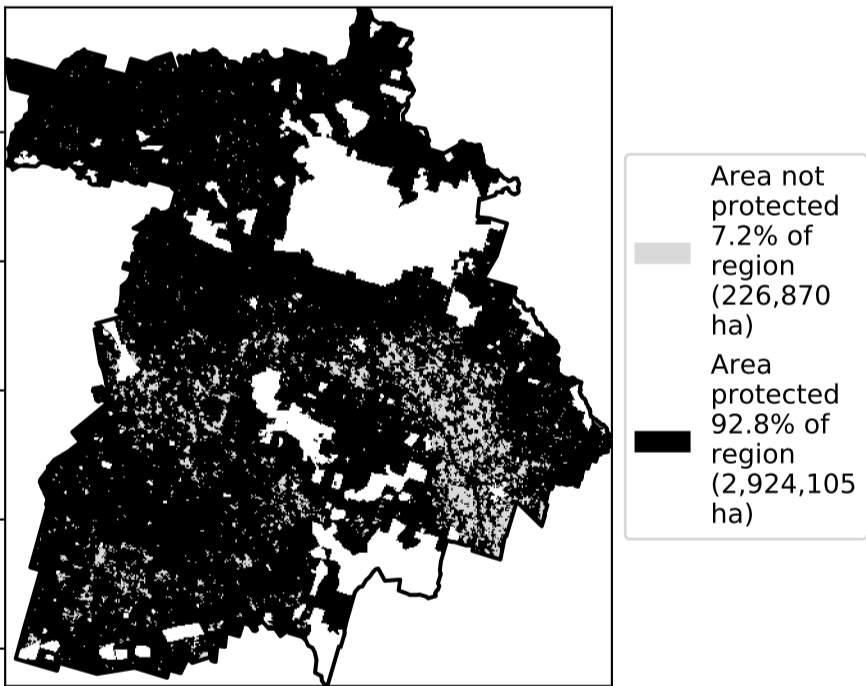 Area not
protected
7.2% of
region
(226,870
ha)
Area
protected
92.8% of
region
(2,924,105
ha)